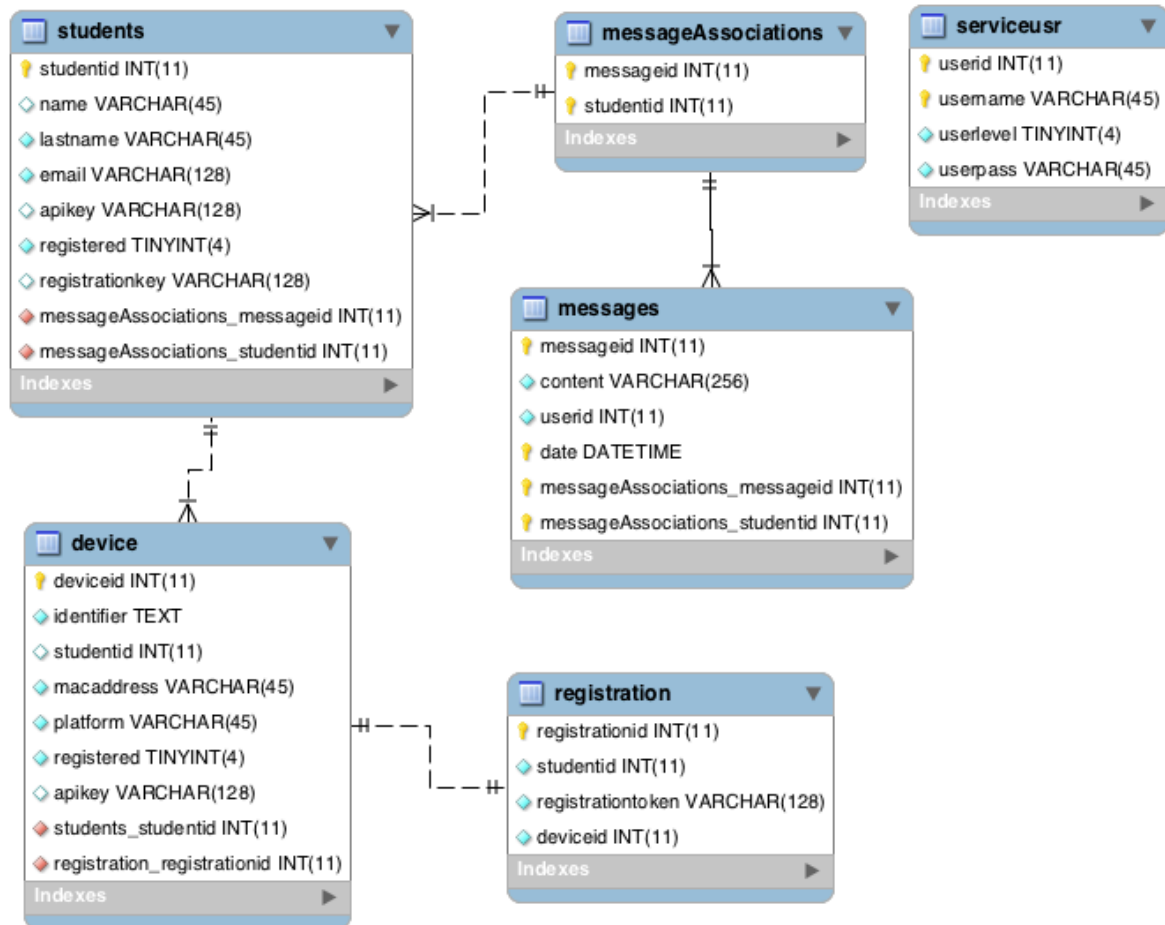 students
studentid INT(11)
name VARCHAR(45)
lastname VARCHAR(45)
email VARCHAR(128)
apikey VARCHAR(128)
registered TINYINT(4)
registrationkey VARCHAR(128)
messageAssociations_messageid INT(11)
messageAssociations_studentid INT(11)
Indexes
messageAssociations
messageid INT(11)
studentid INT(11)
Indexes
serviceusr
userid INT(11)
username VARCHAR(45)
userlevel TINYINT(4)
userpass VARCHAR(45)
Indexes
messages
messageid INT(11)
content VARCHAR(256)
userid INT(11)
date DATETIME
messageAssociations_messageid INT(11)
messageAssociations_studentid INT(11)
Indexes
device
deviceid INT(11)
identifier TEXT
studentid INT(11)
macaddress VARCHAR(45)
platform VARCHAR(45)
registered TINYINT(4)
apikey VARCHAR(128)
students_studentid INT(11)
registration_registrationid INT(11)
Indexes
registration
registrationid INT(11)
studentid INT(11)
registrationtoken VARCHAR(128)
deviceid INT(11)
Indexes